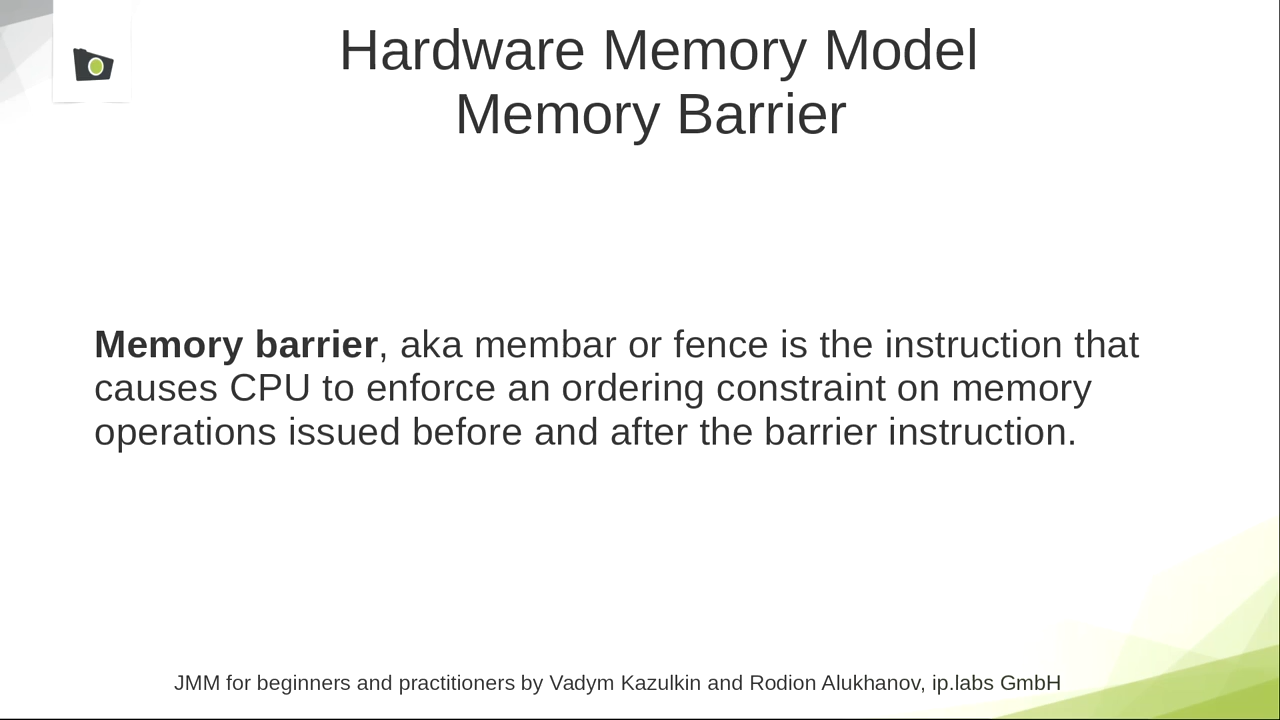 Hardware Memory Model
Memory Barrier
Memory barrier, aka membar or fence is the instruction that
causes CPU to enforce an ordering constraint on memory
operations issued before and after the barrier instruction.
JMM for beginners and practitioners by Vadym Kazulkin and Rodion Alukhanov, ip.labs GmbH